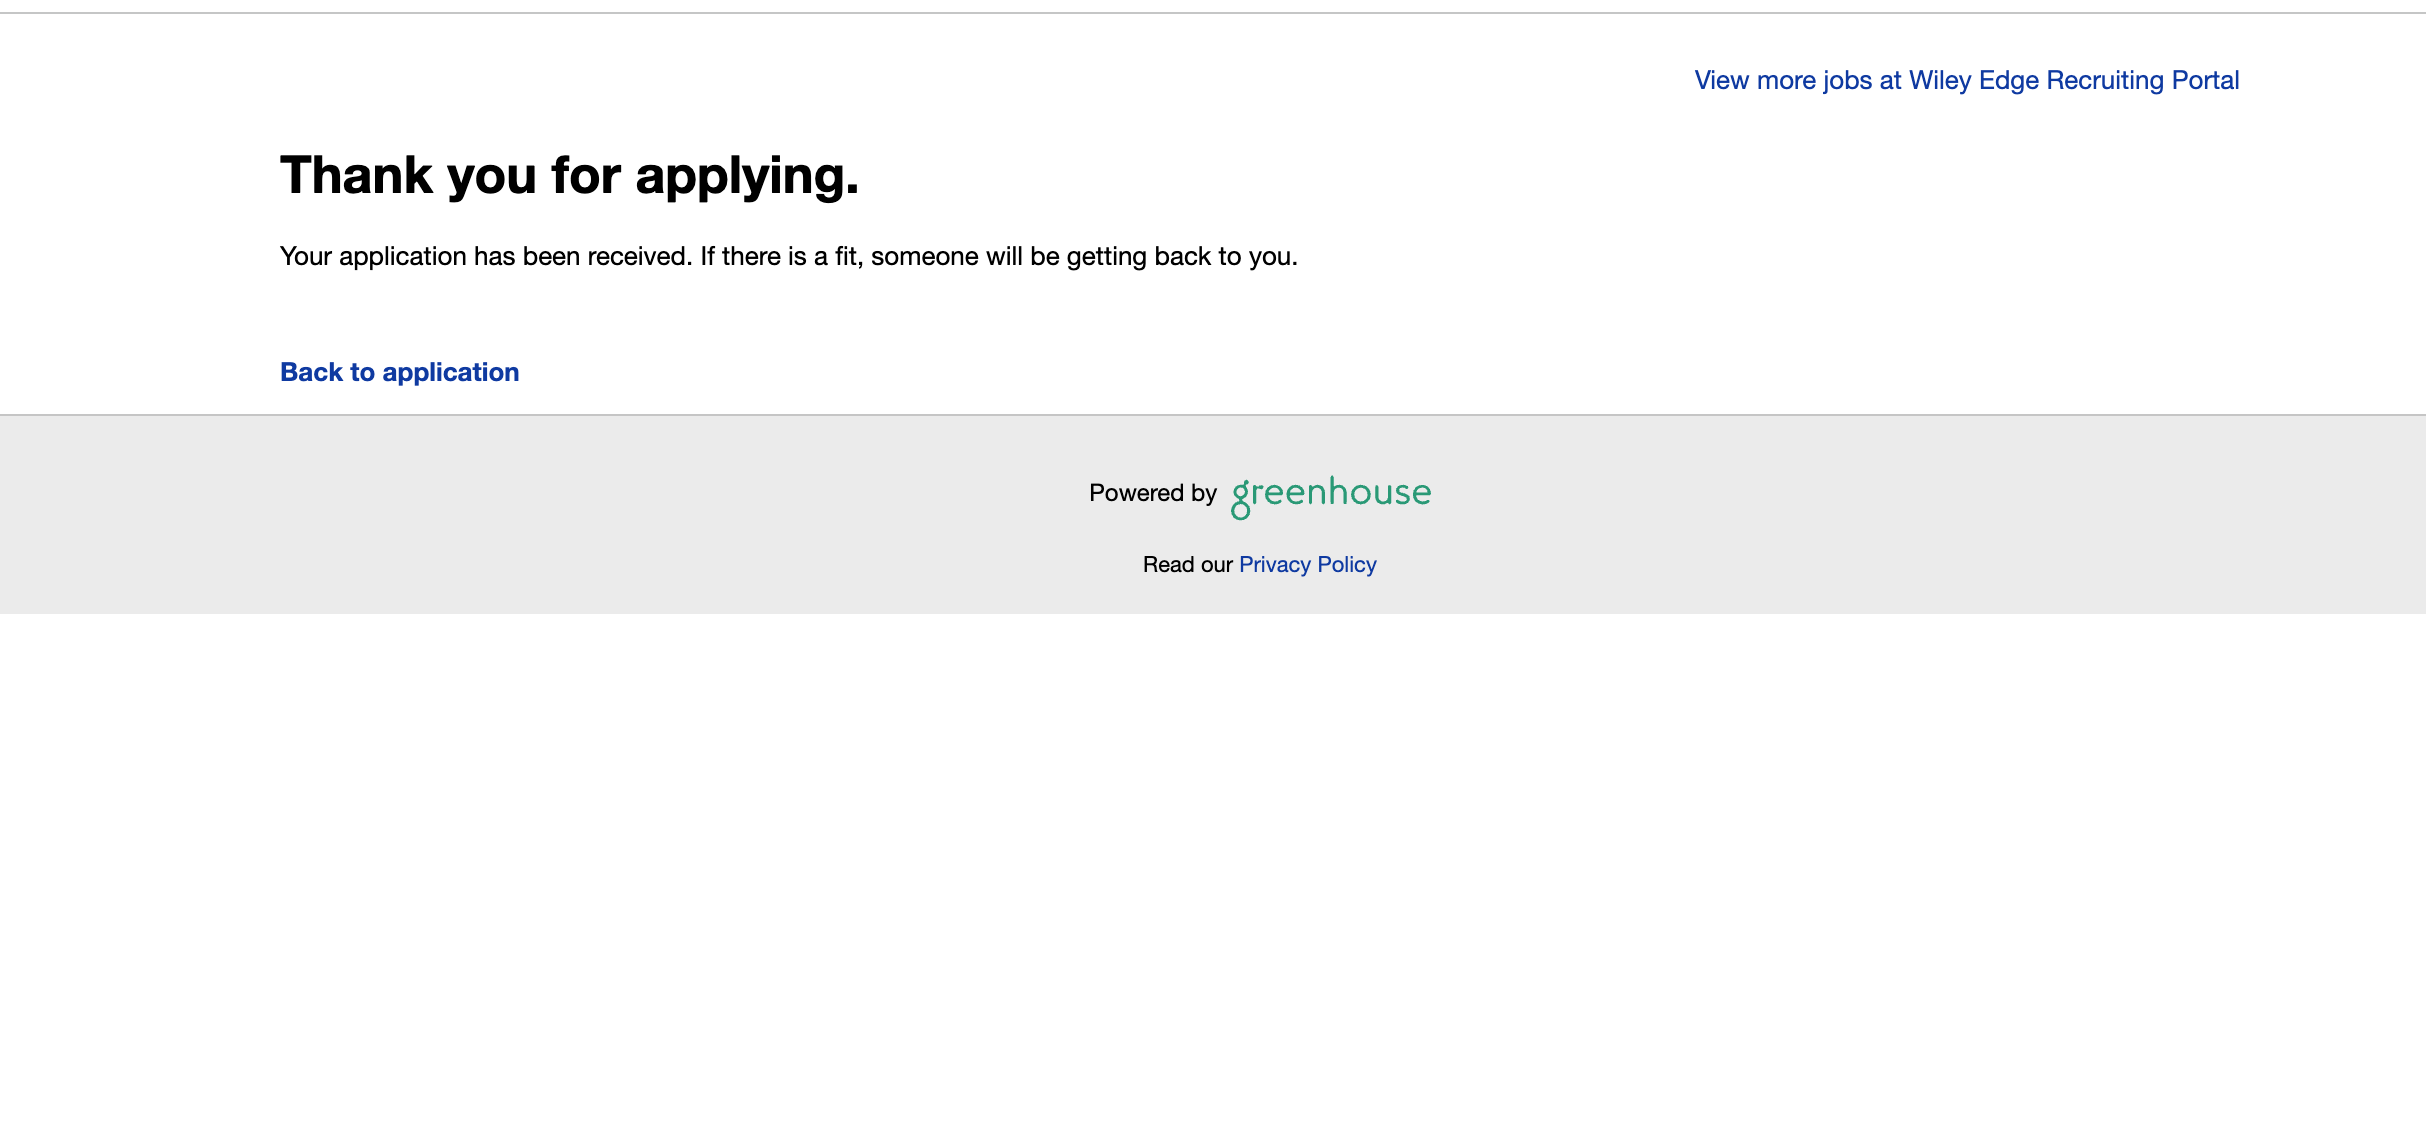 View more jobs at Wiley Edge Recruiting Portal
Thank you for applying.
Your application has been received. If there is a fit, someone will be getting back to you.
Back to application
Powered by greenhouse
Read our Privacy Policy